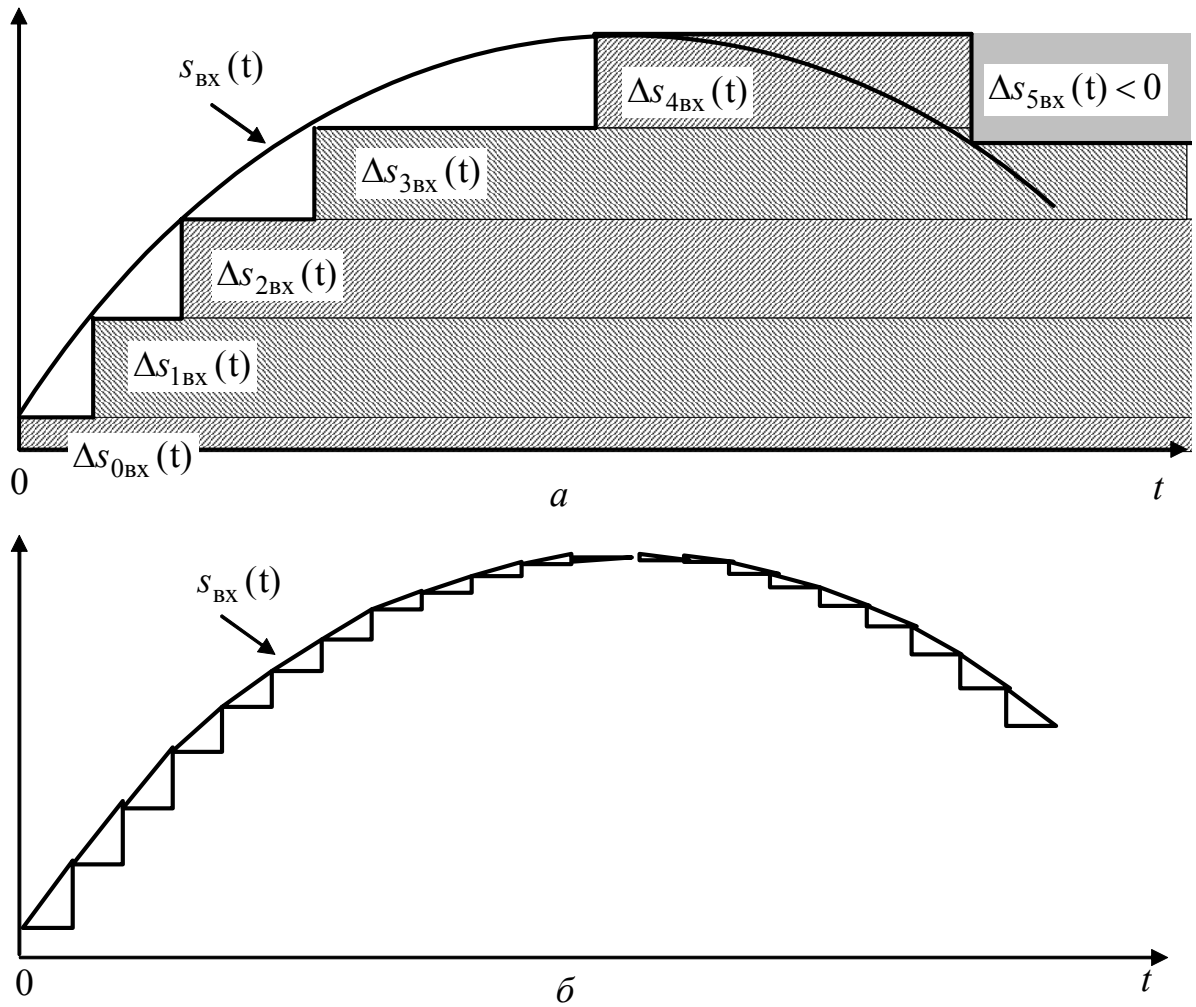 s_вх(t)
Δs_4вх(t)
Δs_5вх(t) < 0
Δs_3вх(t)
Δs_2вх(t)
Δs_1вх(t)
Δs_0вх(t)
0
а
t
s_вх(t)
0
б
t